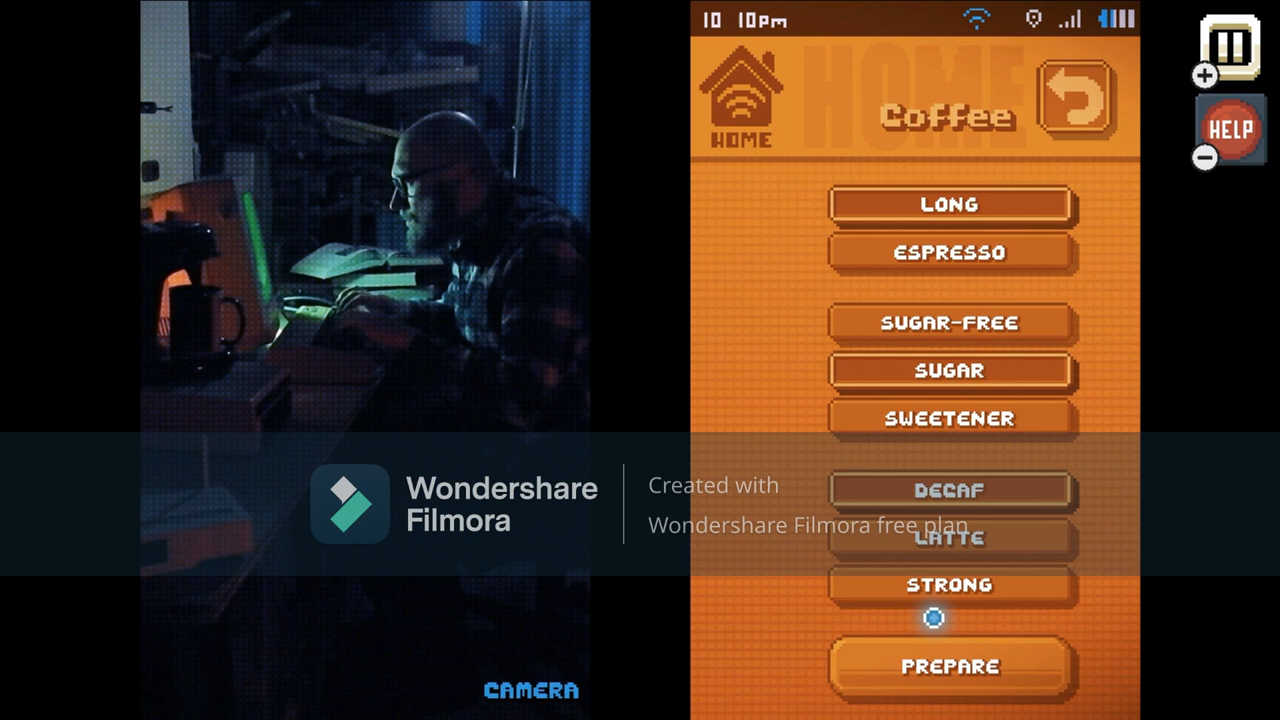 10 10pm
HOME
HOME
Coffee
HELP
LONG
ESPRESSO
SUGAR-FREE
SUGAR
SWEETENER
DECAF
LATTE
STRONG
PREPARE
CAMERA
Wondershare
Filmora
Created with
Wondershare Filmora free plan